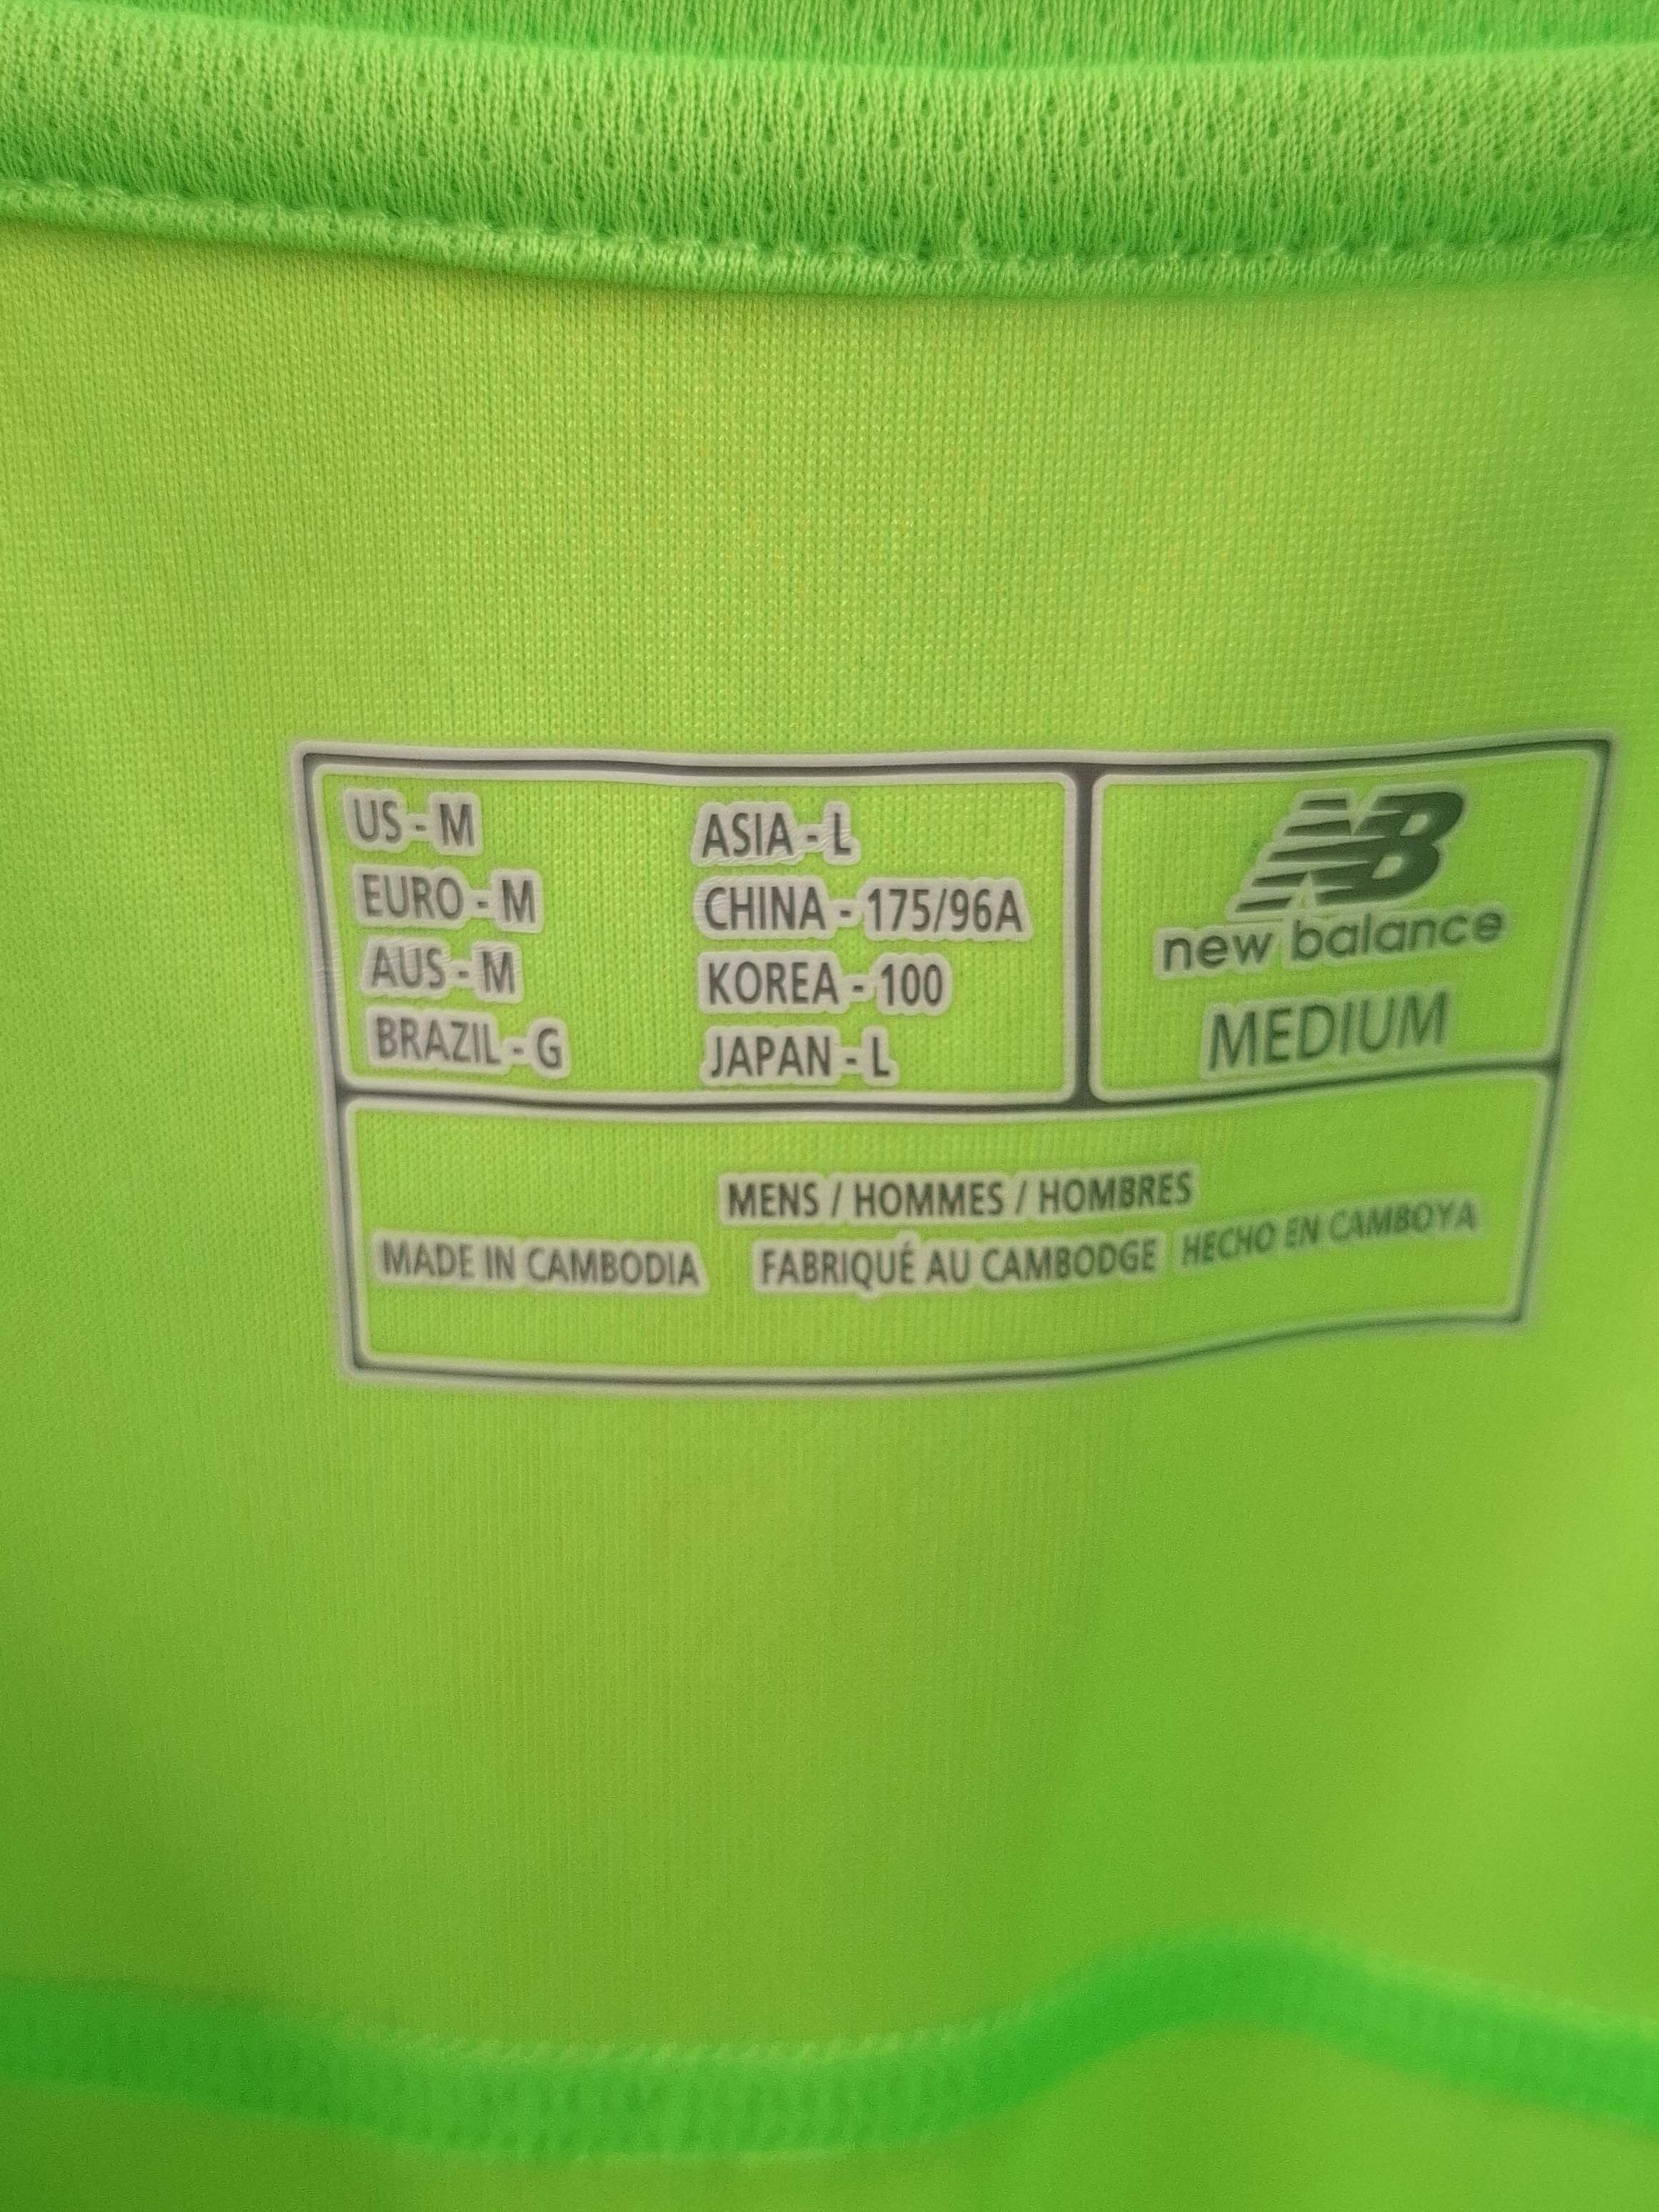 US - M
EURO - M
AUS - M
BRAZIL - G
ASIA - L
CHINA - 175/96A
KOREA - 100
JAPAN - L
NB
new balance
MEDIUM
MENS / HOMMES / HOMBRES
MADE IN CAMBODIA FABRIQUÉ AU CAMBODGE HECHO EN CAMBOYA